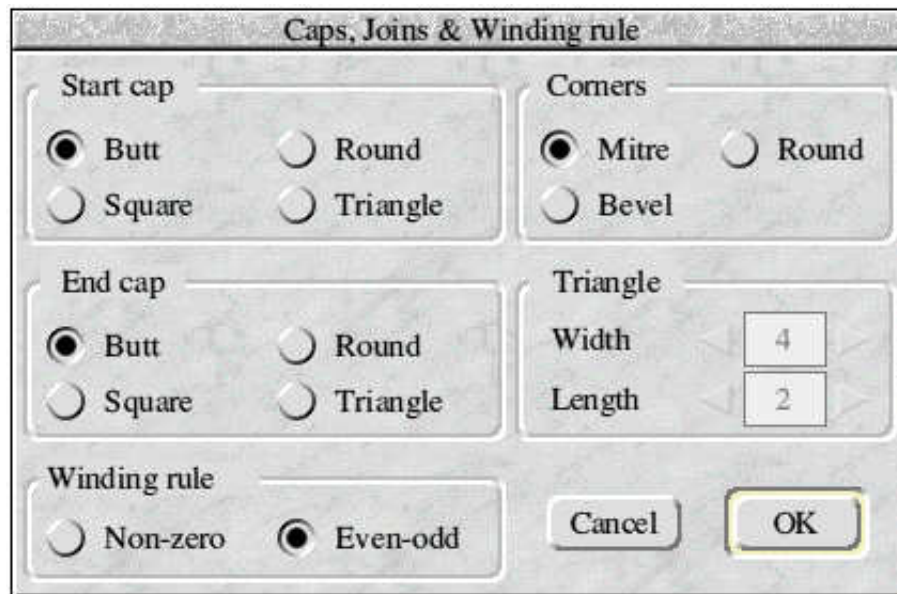 Caps, Joins & Winding rule
Start cap
Butt Round
Square Triangle
Corners
Mitre Round
Bevel
End cap
Butt Round
Square Triangle
Triangle
Width 4
Length 2
Winding rule
Non-zero Even-odd
Cancel OK